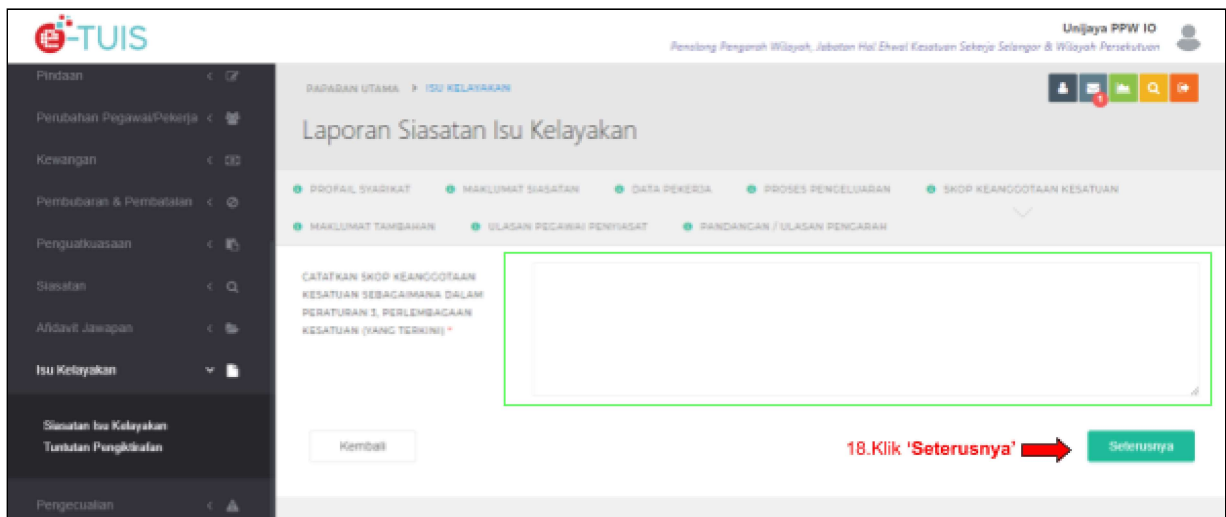 e-TUIS
Unijaya PPW IO
Penolong Pengarah Wilayah, Jabatan Hal Ehwal Kesatuan Sekerja Selangor & Wilayah Persekutuan
Pindaan
Perubahan Pegawai/Pekerja
Kewangan
Pembubaran & Pembatalan
Penguatkuasaan
Siasatan
Afidavit Jawapan
Isu Kelayakan
Siasatan Isu Kelayakan
Tuntutan Pengiktirafan
Pengecualian
PAPARAN UTAMA ISU KELAYAKAN
1
Laporan Siasatan Isu Kelayakan
PROFAIL SYARIKAT MAKLUMAT SIASATAN DATA PEKERJA PROSES PENGELUARAN SKOP KEANGGOTAAN KESATUAN
MAKLUMAT TAMBAHAN ULASAN PEGAWAI PENYIASAT PANDANGAN / ULASAN PENGARAH
CATATKAN SKOP KEANGGOTAAN
KESATUAN SEBAGAIMANA DALAM
PERATURAN 3, PERLEMBAGAAN
KESATUAN (YANG TERKINI) *
Kembali
18.Klik 'Seterusnya'
Seterusnya